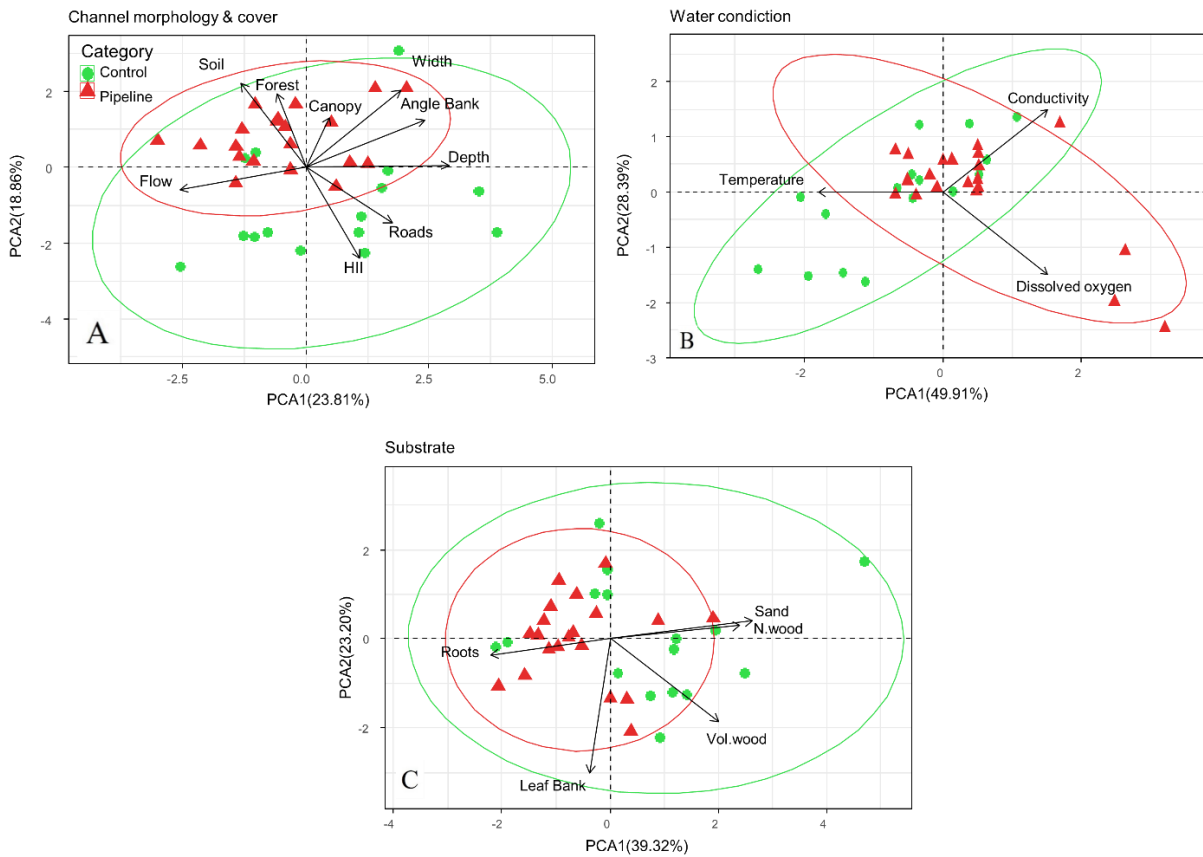 Channel morphology & cover
Category
Control
Pipeline
Soil
Forest
Canopy
Width
Angle Bank
Depth
Flow
Roads
HII
A
2
0
-2
-4
-2.5
0.0
2.5
5.0
PCA2(18.86%)
PCA1(23.81%)
Water condiction
Conductivity
Temperature
Dissolved oxygen
B
2
1
0
-1
-2
-3
-2
0
2
PCA2(28.39%)
PCA1(49.91%)
Substrate
Sand
N.wood
Roots
Vol.wood
Leaf Bank
C
2
0
-2
-4
-2
0
2
4
PCA2(23.20%)
PCA1(39.32%)